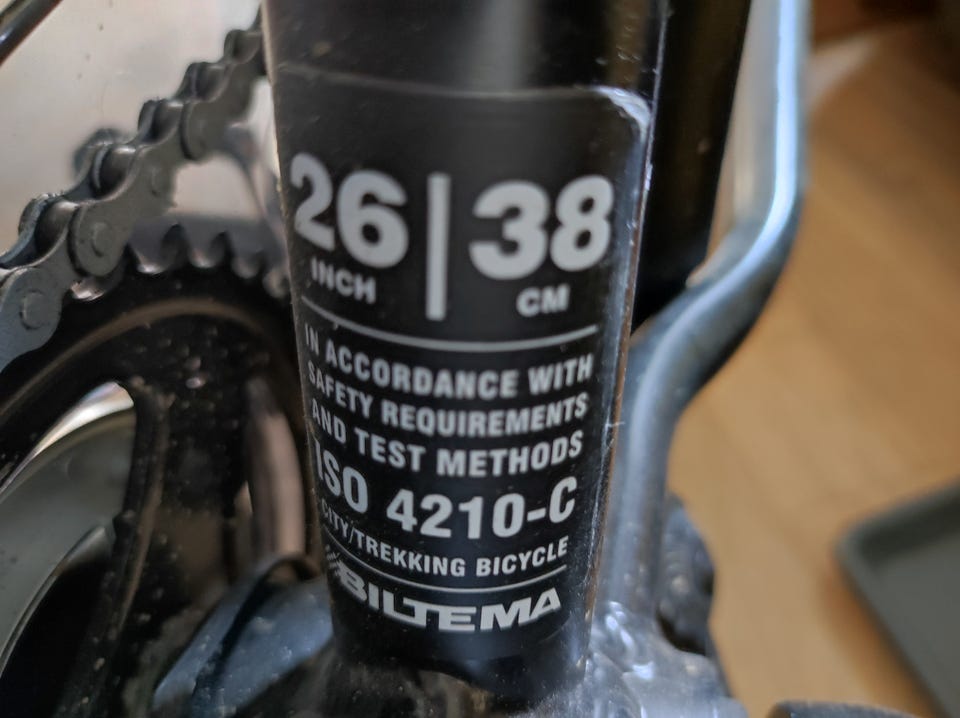 26 | 38
INCH CM
IN ACCORDANCE WITH
SAFETY REQUIREMENTS
AND TEST METHODS
ISO 4210-C
CITY/TREKKING BICYCLE
BILTEMA